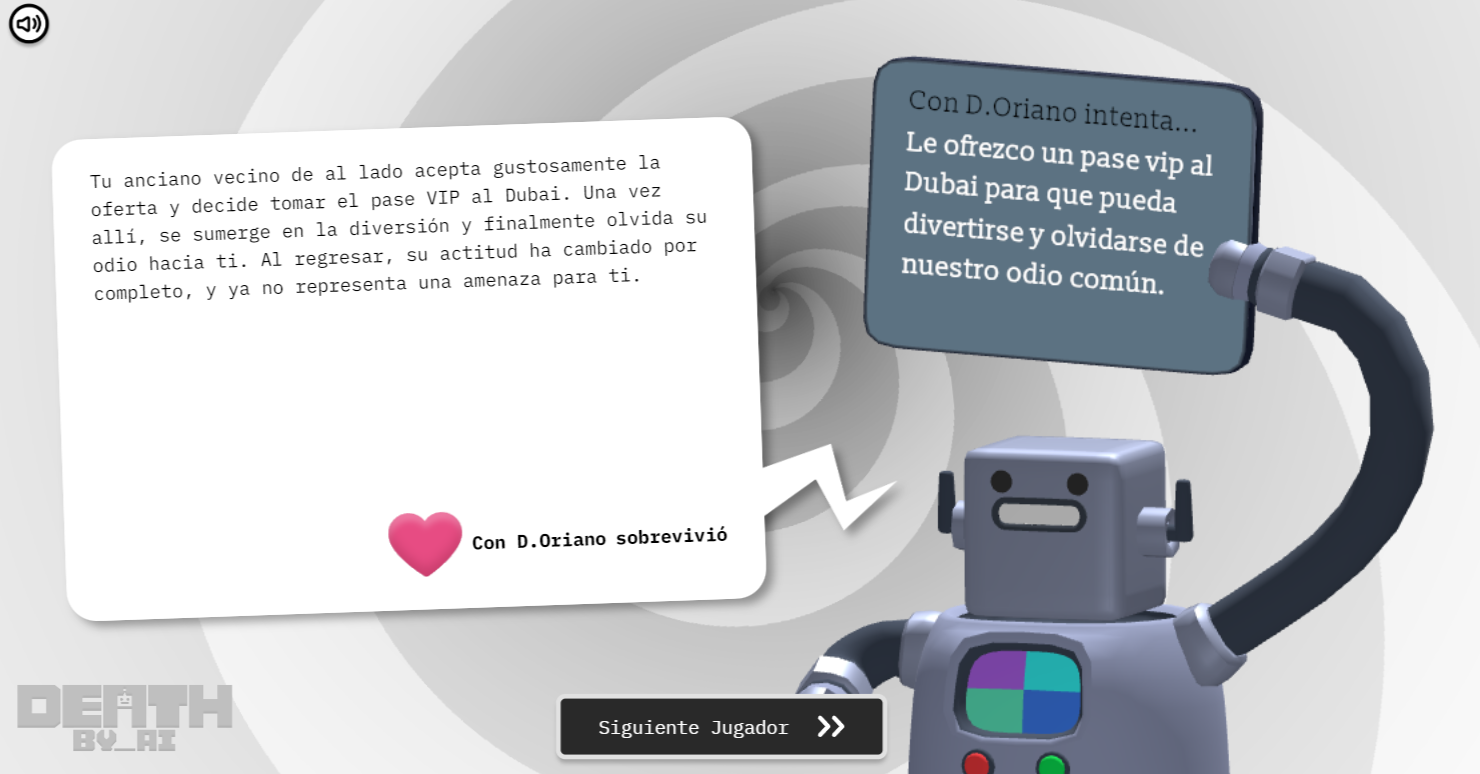 Tu anciano vecino de al lado acepta gustosamente la
oferta y decide tomar el pase VIP al Dubai. Una vez
allí, se sumerge en la diversión y finalmente olvida su
odio hacia ti. Al regresar, su actitud ha cambiado por
completo, y ya no representa una amenaza para ti.
Con D.Oriano sobrevivió
Con D.Oriano intenta...
Le ofrezco un pase vip al
Dubai para que pueda
divertirse y olvidarse de
nuestro odio común.
DEATH
BY_AI
Siguiente Jugador